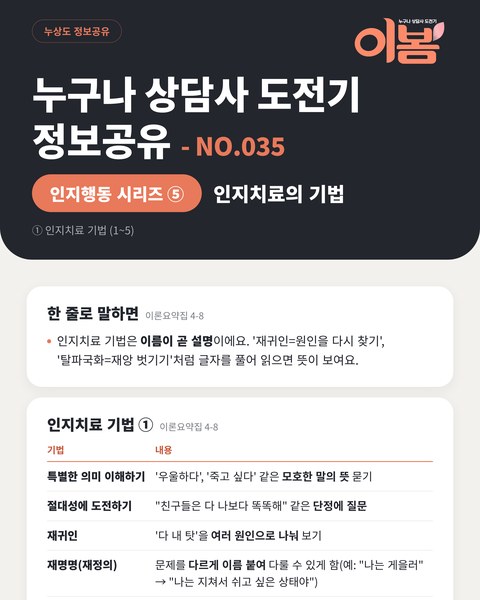 누상도 정보공유
누구나 상담사 도전기
이봄
누구나 상담사 도전기
정보공유 - NO.035
인지행동 시리즈 ⑤ 인지치료의 기법
① 인지치료 기법 (1~5)
한 줄로 말하면 이론요약집 4-8
• 인지치료 기법은 이름이 곧 설명이에요. '재귀인=원인을 다시 찾기',
'탈파국화=재앙 벗기기'처럼 글자를 풀어 읽으면 뜻이 보여요.
인지치료 기법 ① 이론요약집 4-8
기법 내용
특별한 의미 이해하기 '우울하다', '죽고 싶다' 같은 모호한 말의 뜻 묻기
절대성에 도전하기 "친구들은 다 나보다 똑똑해" 같은 단정에 질문
재귀인 '다 내 탓'을 여러 원인으로 나눠 보기
재명명(재정의) 문제를 다르게 이름 붙여 다룰 수 있게 함(예: "나는 게을러"
→ "나는 지쳐서 쉬고 싶은 상태야")